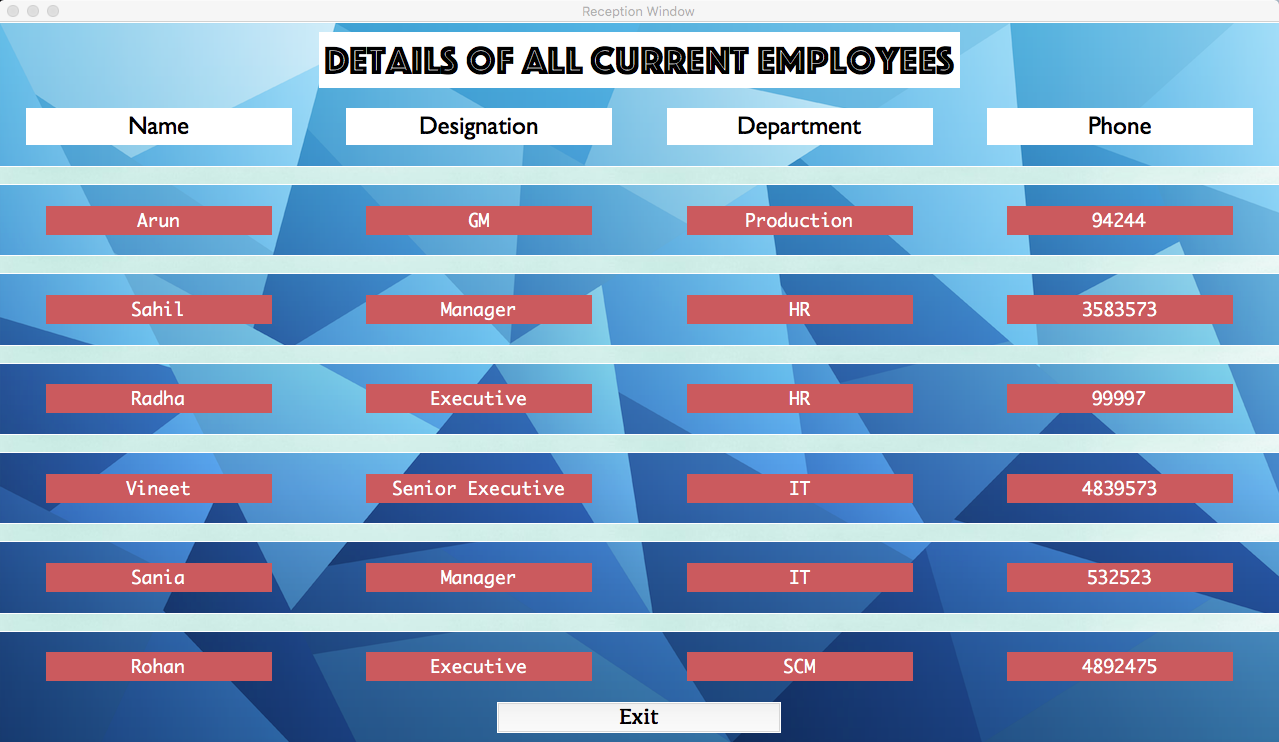 Reception Window
DETAILS OF ALL CURRENT EMPLOYEES
Name Designation Department Phone
Arun GM Production 94244
Sahil Manager HR 3583573
Radha Executive HR 99997
Vineet Senior Executive IT 4839573
Sania Manager IT 532523
Rohan Executive SCM 4892475
Exit